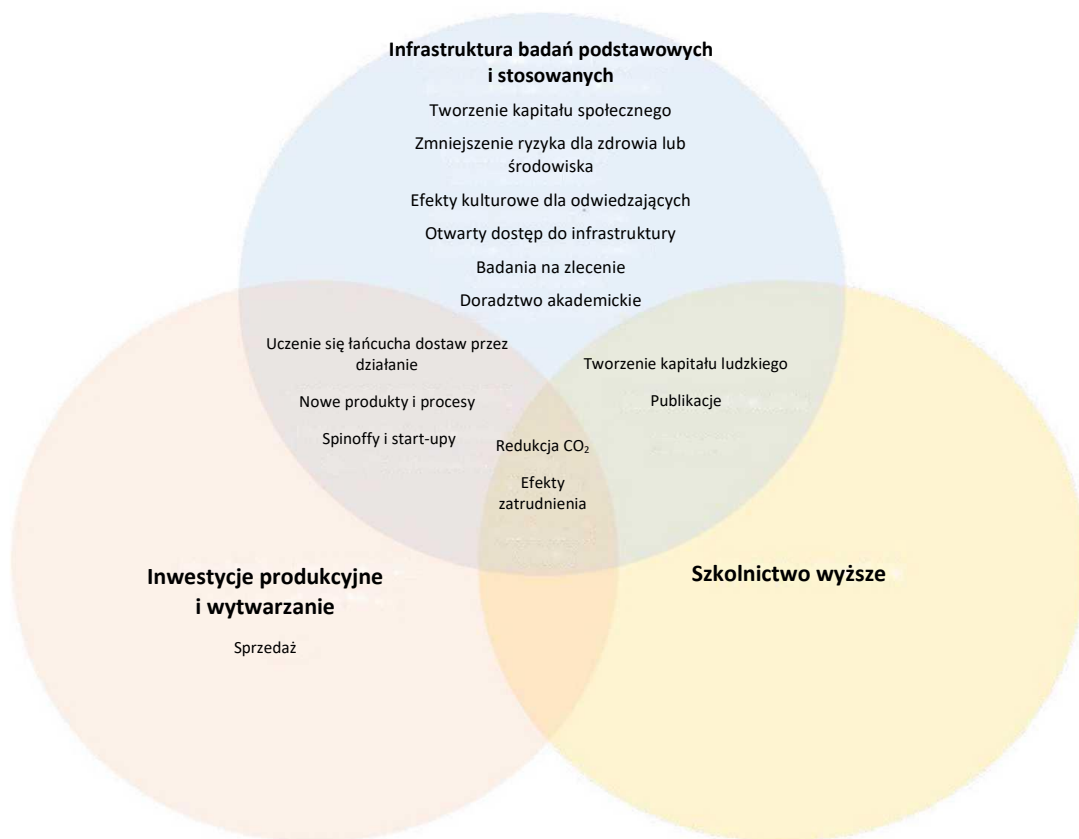 Infrastruktura badań podstawowych
i stosowanych
Tworzenie kapitału społecznego
Zmniejszenie ryzyka dla zdrowia lub
środowiska
Efekty kulturowe dla odwiedzających
Otwarty dostęp do infrastruktury
Badania na zlecenie
Doradztwo akademickie
Uczenie się łańcucha dostaw przez
działanie
Nowe produkty i procesy
Spinoffy i start-upy
Tworzenie kapitału ludzkiego
Publikacje
Redukcja CO₂
Efekty
zatrudnienia
Inwestycje produkcyjne
i wytwarzanie
Sprzedaż
Szkolnictwo wyższe